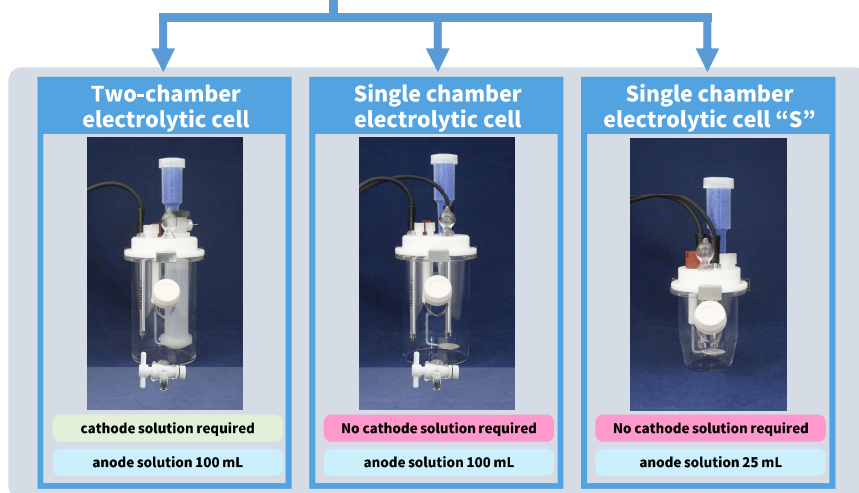 Two-chamber
electrolytic cell
cathode solution required
anode solution 100 mL
Single chamber
electrolytic cell
No cathode solution required
anode solution 100 mL
Single chamber
electrolytic cell “S”
No cathode solution required
anode solution 25 mL